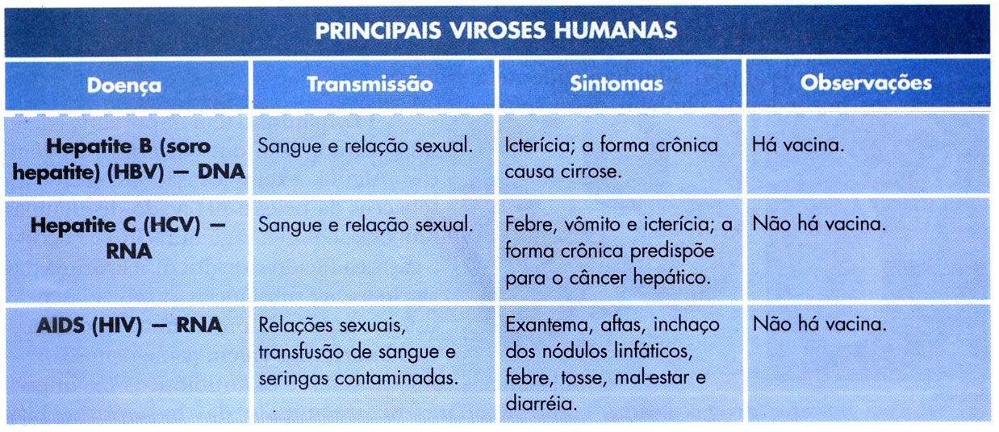 PRINCIPAIS VIROSES HUMANAS
Doença
Transmissão
Sintomas
Observações
Hepatite B (soro
hepatite) (HBV) — DNA
Sangue e relação sexual.
Icterícia; a forma crônica
causa cirrose.
Há vacina.
Hepatite C (HCV) —
RNA
Sangue e relação sexual.
Febre, vômito e icterícia; a
forma crônica predispõe
para o câncer hepático.
Não há vacina.
AIDS (HIV) — RNA
Relações sexuais,
transfusão de sangue e
seringas contaminadas.
Exantema, aftas, inchaço
dos nódulos linfáticos,
febre, tosse, mal-estar e
diarréia.
Não há vacina.